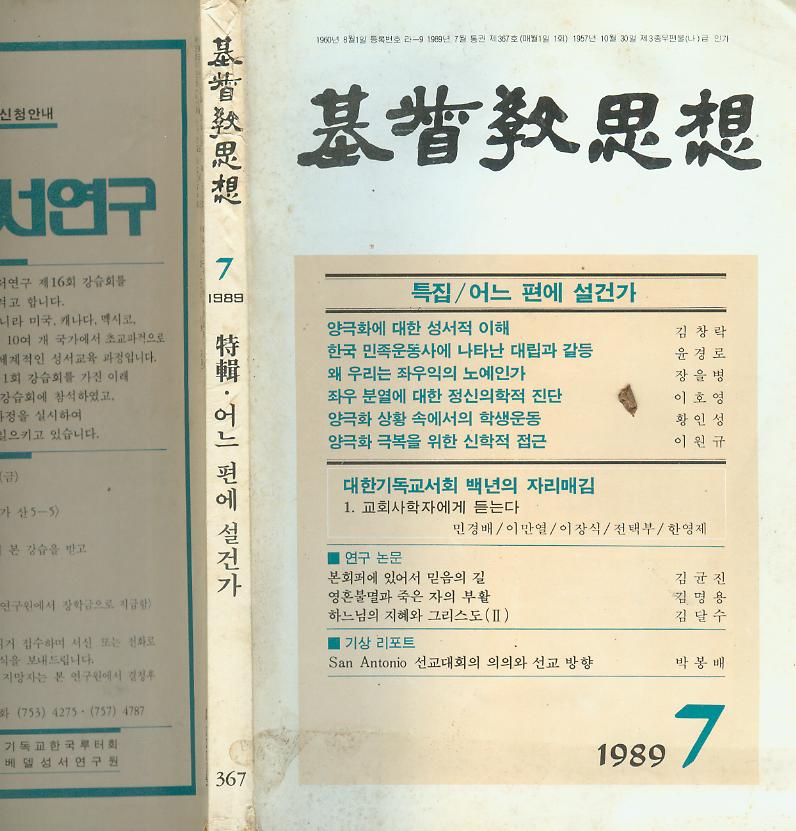 신청안내
서연구
서연구 제16회 강습회를
려고 합니다.
니라 미국, 캐나다, 멕시코,
10여 개 국가에서 초교파적으로
체계적인 성서교육 과정입니다.
1회 강습회를 가진 이래
강습회에 참석하였고,
과정을 실시하여
일으키고 있습니다.
(금)
가 산5-5)
본 강습을 받고
연구원에서 장학금으로 지급함)
접수하며 서신 또는 전화로
식을 보내드립니다.
지망자는 본 연구원에서 결정후
화 (753) 4275·(757) 4787
기독교한국루터회
베델성서연구원
基督敎思想
7
1989
特輯·어느 편에 설건가
367
1960년 8월1일 등록번호 라-9 1989년 7월 통권 제367호 (매월1일 1회) 1957년 10월 30일 제3종우편물(나)급 인가
基督敎思想
특집/어느 편에 설건가
양극화에 대한 성서적 이해 김창락
한국 민족운동사에 나타난 대립과 갈등 윤경로
왜 우리는 좌우익의 노예인가 장을병
좌우 분열에 대한 정신의학적 진단 이호영
양극화 상황 속에서의 학생운동 황인성
양극화 극복을 위한 신학적 접근 이원규
대한기독교서회 백년의 자리매김
1. 교회사학자에게 듣는다
민경배/이만열/이장식/전택부/한영제
■ 연구 논문
본회퍼에 있어서 믿음의 길 김균진
영혼불멸과 죽은 자의 부활 김명용
하느님의 지혜와 그리스도(Ⅱ) 김달수
■ 기상 리포트
San Antonio 선교대회의 의의와 선교 방향 박봉배
1989 7